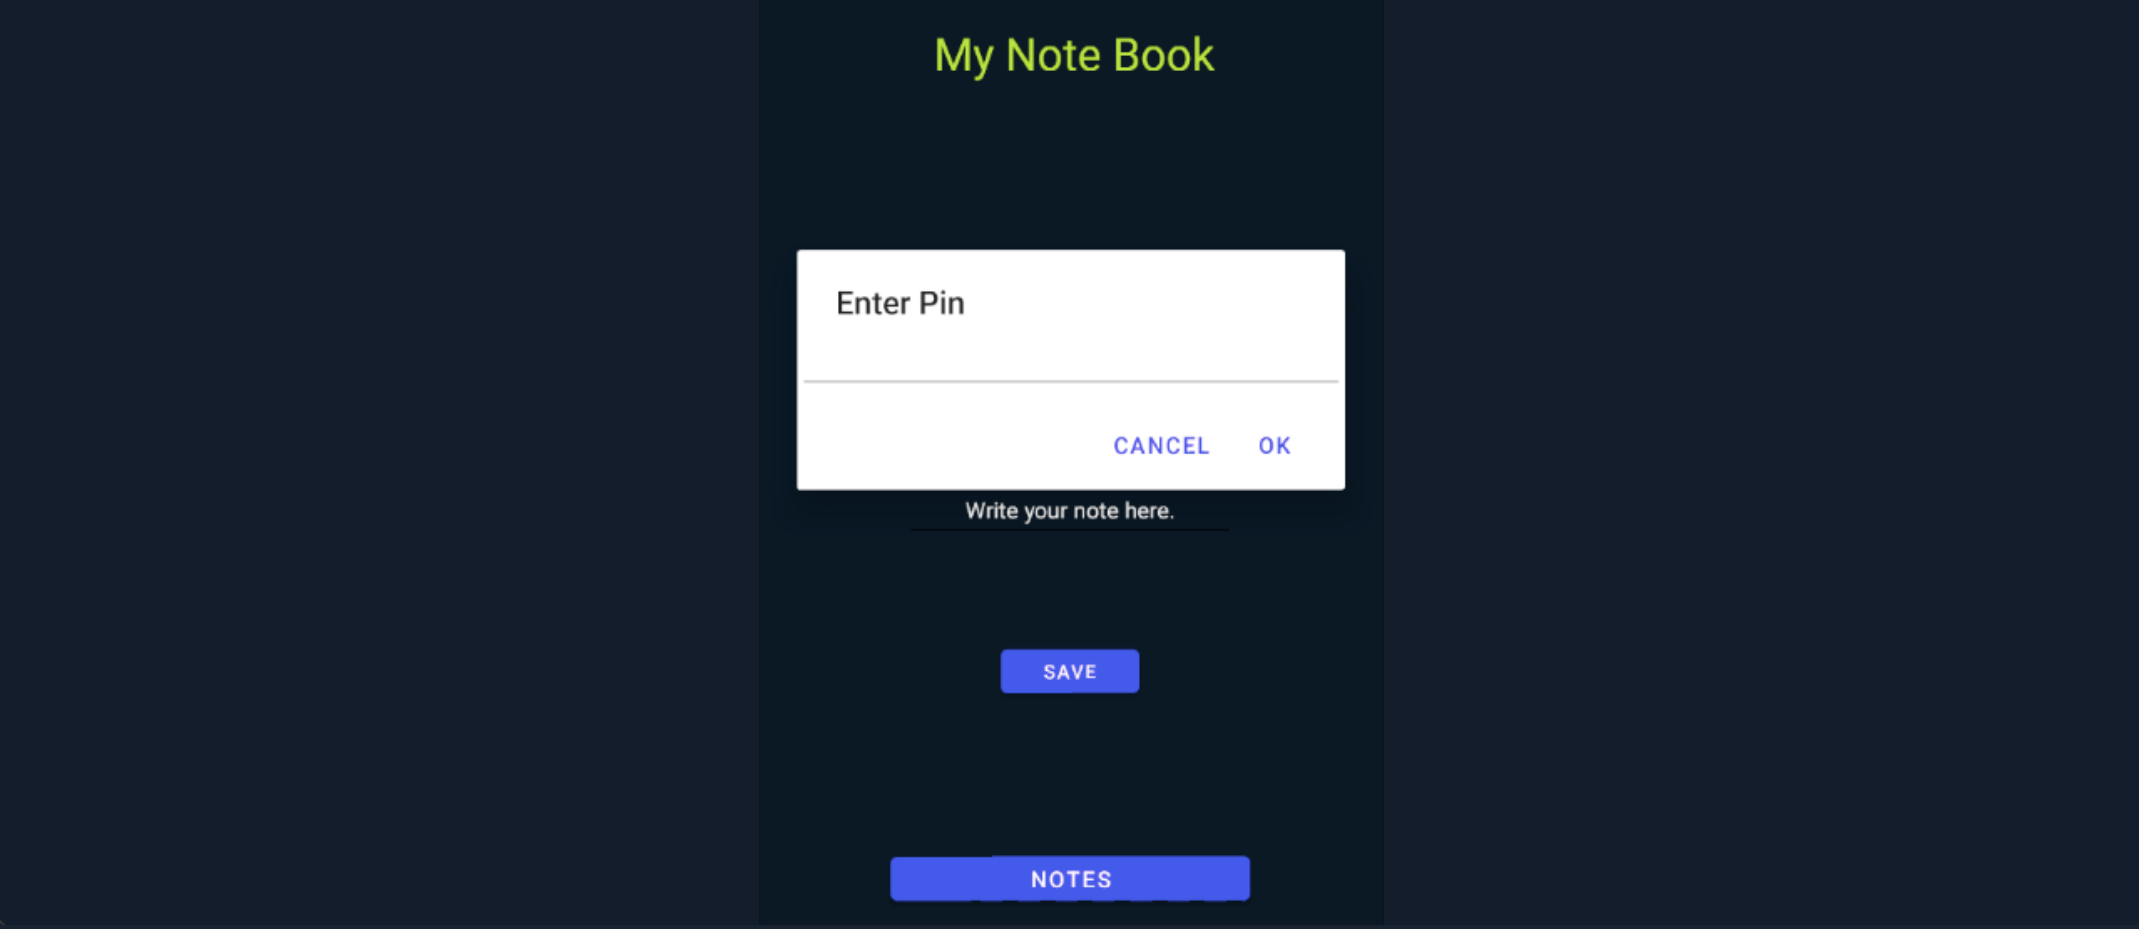 My Note Book
Enter Pin
CANCEL OK
Write your note here.
SAVE
NOTES